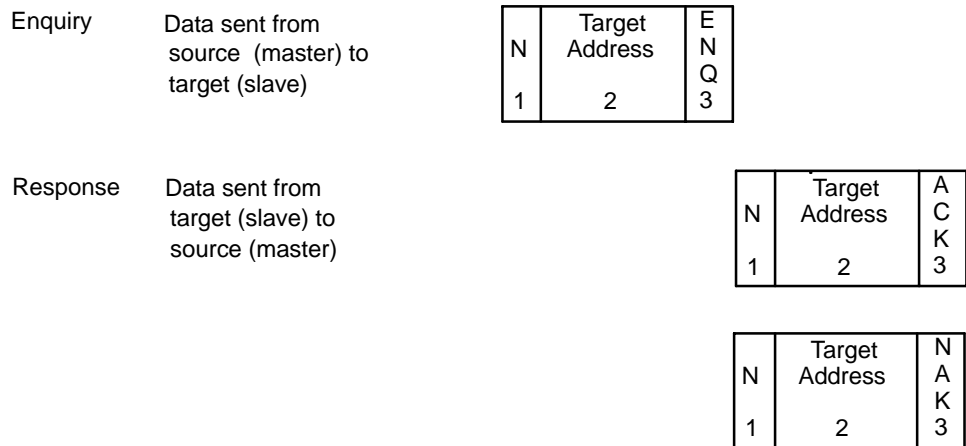 Enquiry
Data sent from
source (master) to
target (slave)
N
1
Target
Address
2
E
N
Q
3
Response
Data sent from
target (slave) to
source (master)
N
1
Target
Address
2
A
C
K
3
N
1
Target
Address
2
N
A
K
3